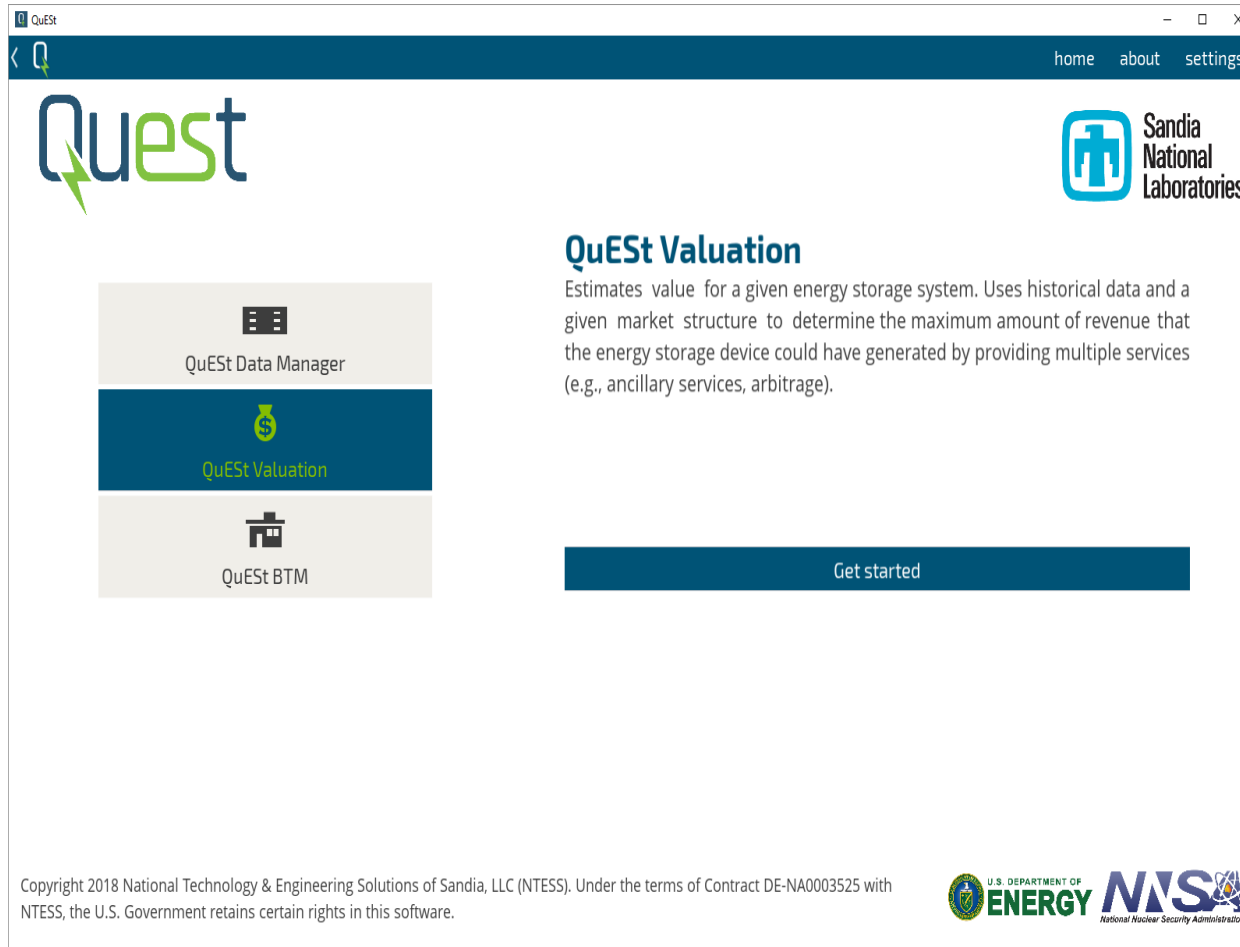 QuESt
home about settings
Quest
Sandia
National
Laboratories
QuESt Valuation
Estimates value for a given energy storage system. Uses historical data and a
given market structure to determine the maximum amount of revenue that
the energy storage device could have generated by providing multiple services
(e.g., ancillary services, arbitrage).
QuESt Data Manager
QuESt Valuation
QuESt BTM
Get started
Copyright 2018 National Technology & Engineering Solutions of Sandia, LLC (NTESS). Under the terms of Contract DE-NA0003525 with
NTESS, the U.S. Government retains certain rights in this software.
U.S. DEPARTMENT OF
ENERGY
NNSA
National Nuclear Security Administration